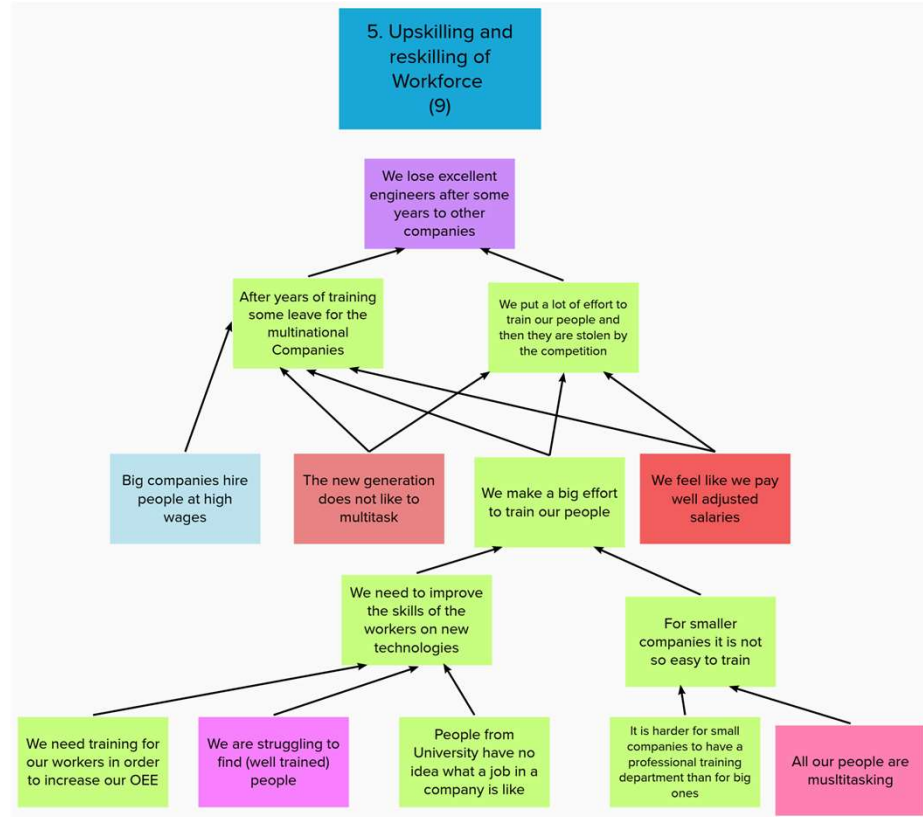 5. Upskilling and
reskilling of
Workforce
(9)
We lose excellent
engineers after some
years to other
companies
After years of training
some leave for the
multinational
Companies
We put a lot of effort to
train our people and
then they are stolen by
the competition
Big companies hire
people at high
wages
The new generation
does not like to
multitask
We make a big effort
to train our people
We feel like we pay
well adjusted
salaries
We need to improve
the skills of the
workers on new
technologies
For smaller
companies it is not
so easy to train
We need training for
our workers in order
to increase our OEE
We are struggling to
find (well trained)
people
People from
University have no
idea what a job in a
company is like
It is harder for small
companies to have a
professional training
department than for big
ones
All our people are
musltitasking